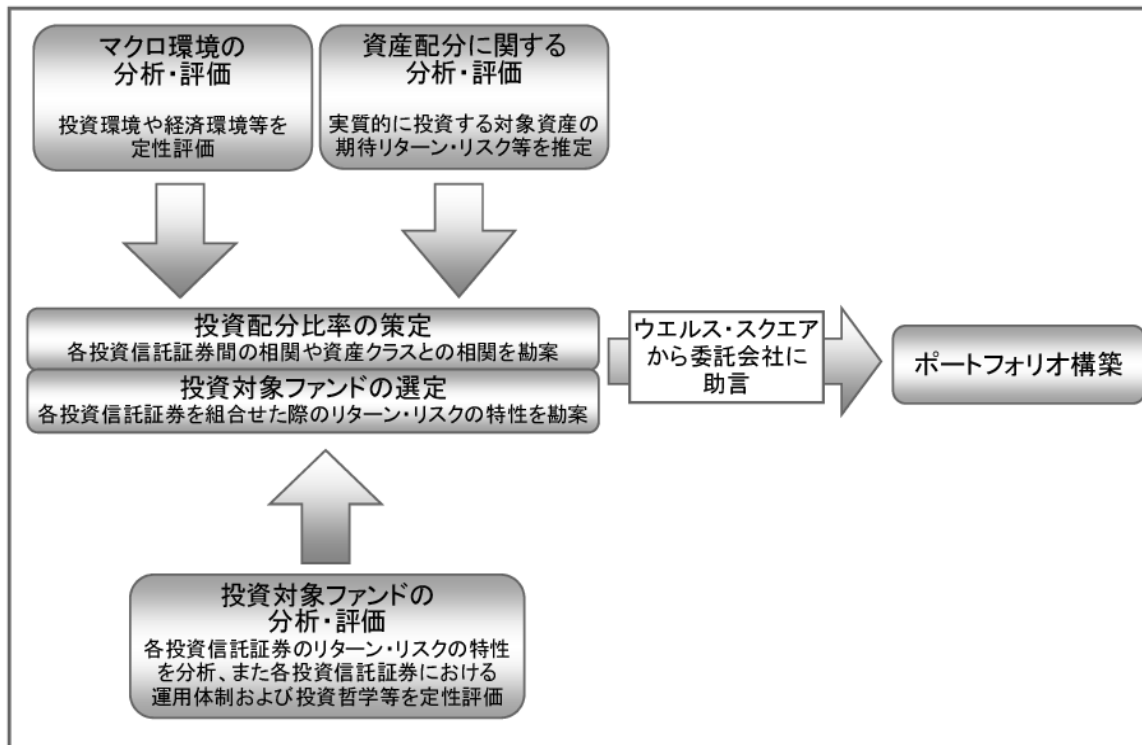 マクロ環境の
分析・評価
投資環境や経済環境等を
定性評価
資産配分に関する
分析・評価
実質的に投資する対象資産の
期待リターン・リスク等を推定
投資配分比率の策定
各投資信託証券間の相関や資産クラスとの相関を勘案
投資対象ファンドの選定
各投資信託証券を組合せた際のリターン・リスクの特性を勘案
ウエルス・スクエア
から委託会社に
助言
ポートフォリオ構築
投資対象ファンドの
分析・評価
各投資信託証券のリターン・リスクの特性
を分析、また各投資信託証券における
運用体制および投資哲学等を定性評価